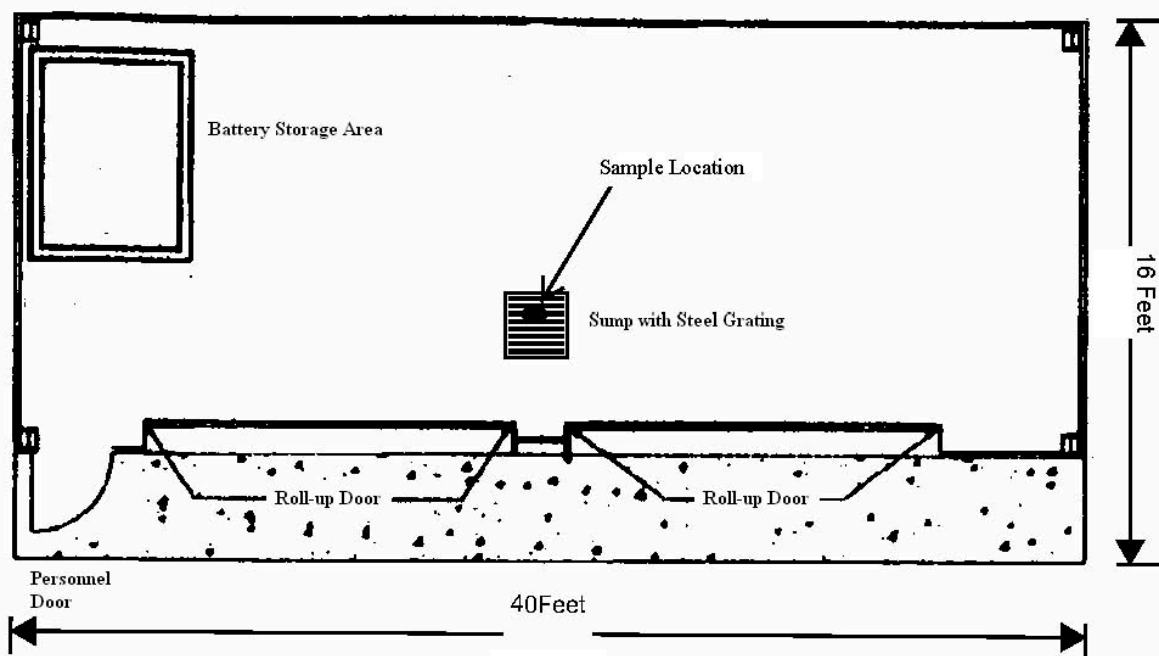 Battery Storage Area
Sample Location
Sump with Steel Grating
16 Feet
Roll-up Door
Roll-up Door
Personnel
Door
40Feet